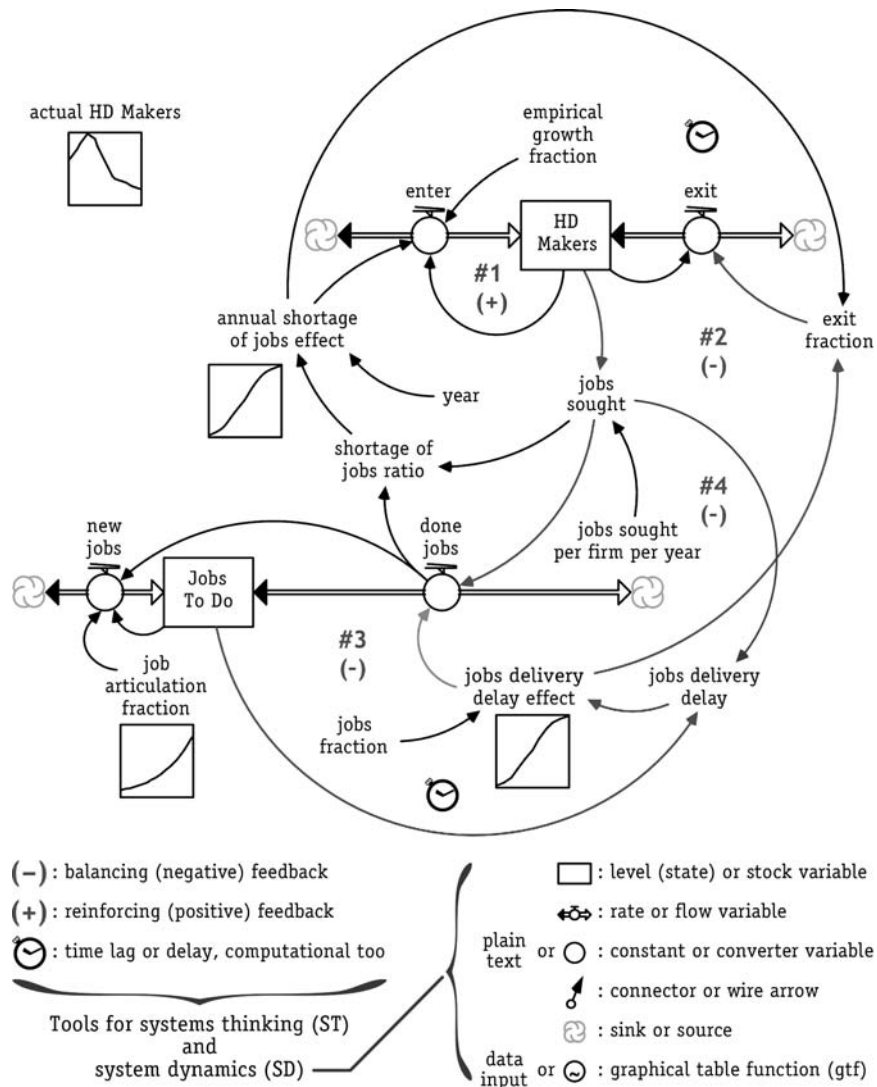 actual HD Makers
empirical
growth
fraction
enter
exit
HD
Makers
#1
(+)
annual shortage
of jobs effect
#2
(-)
exit
fraction
year
jobs
sought
shortage of
jobs ratio
#4
(-)
new
jobs
done
jobs
jobs sought
per firm per year
Jobs
To Do
#3
(-)
job
articulation
fraction
jobs delivery
delay effect
jobs delivery
delay
jobs
fraction
(−) : balancing (negative) feedback
(+) : reinforcing (positive) feedback
: time lag or delay, computational too
Tools for systems thinking (ST)
and
system dynamics (SD)
: level (state) or stock variable
: rate or flow variable
plain
text
or
: constant or converter variable
: connector or wire arrow
: sink or source
data
input
or ~ : graphical table function (gtf)